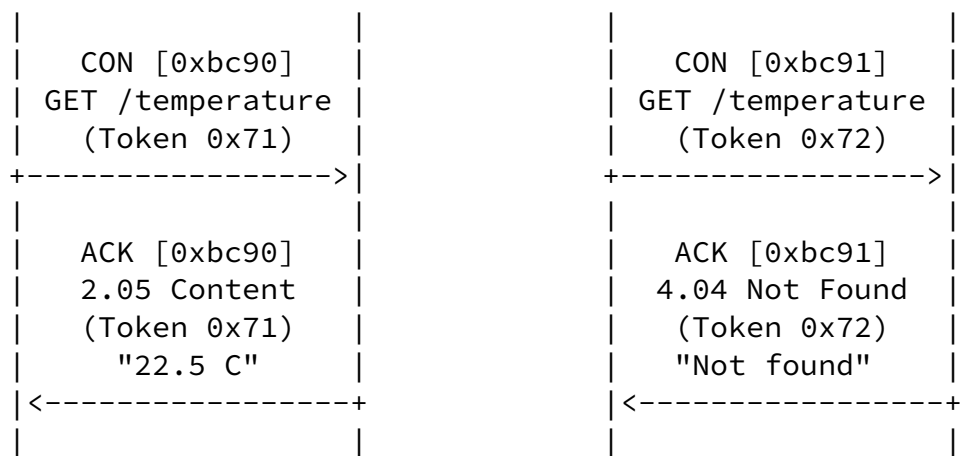 CON [0xbc90]
GET /temperature
(Token 0x71)
ACK [0xbc90]
2.05 Content
(Token 0x71)
"22.5 C"
CON [0xbc91]
GET /temperature
(Token 0x72)
ACK [0xbc91]
4.04 Not Found
(Token 0x72)
"Not found"